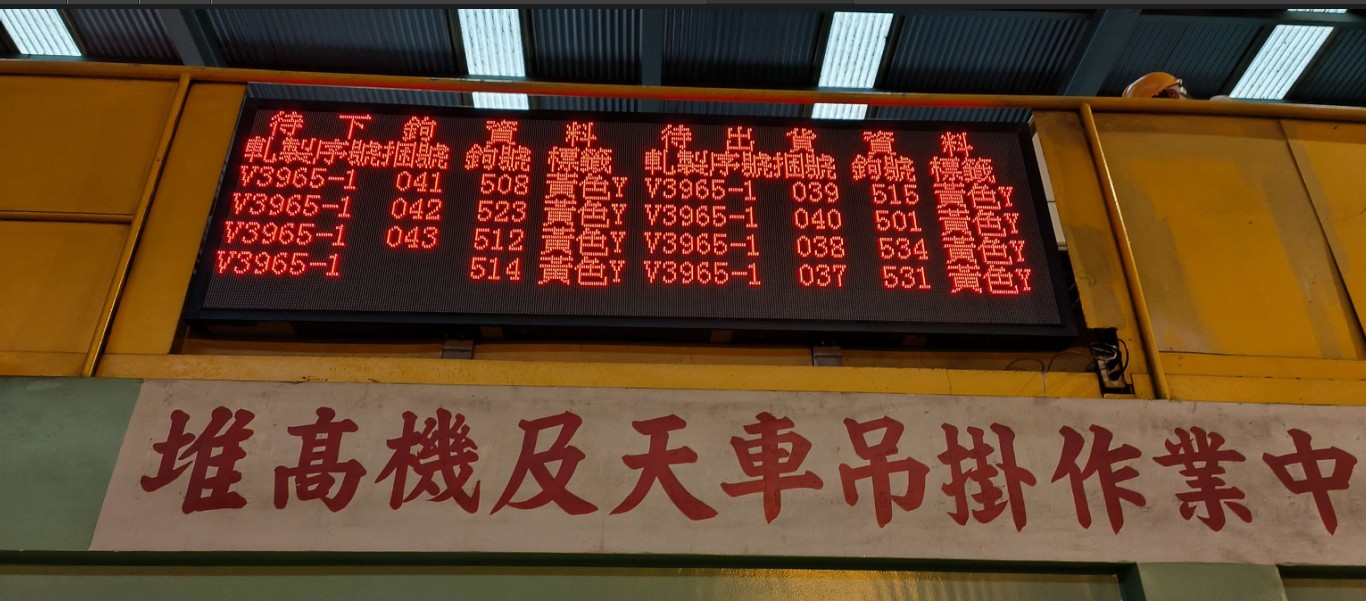 待下鉤資料 待出貨資料
軋製序號捆號 鉤號 標籤 軋製序號捆號 鉤號 標籤
V3965-1 041 508 黃色Y V3965-1 039 515 黃色Y
V3965-1 042 523 黃色Y V3965-1 040 501 黃色Y
V3965-1 043 512 黃色Y V3965-1 038 534 黃色Y
V3965-1 514 黃色Y V3965-1 037 531 黃色Y
堆高機及天車吊掛作業中